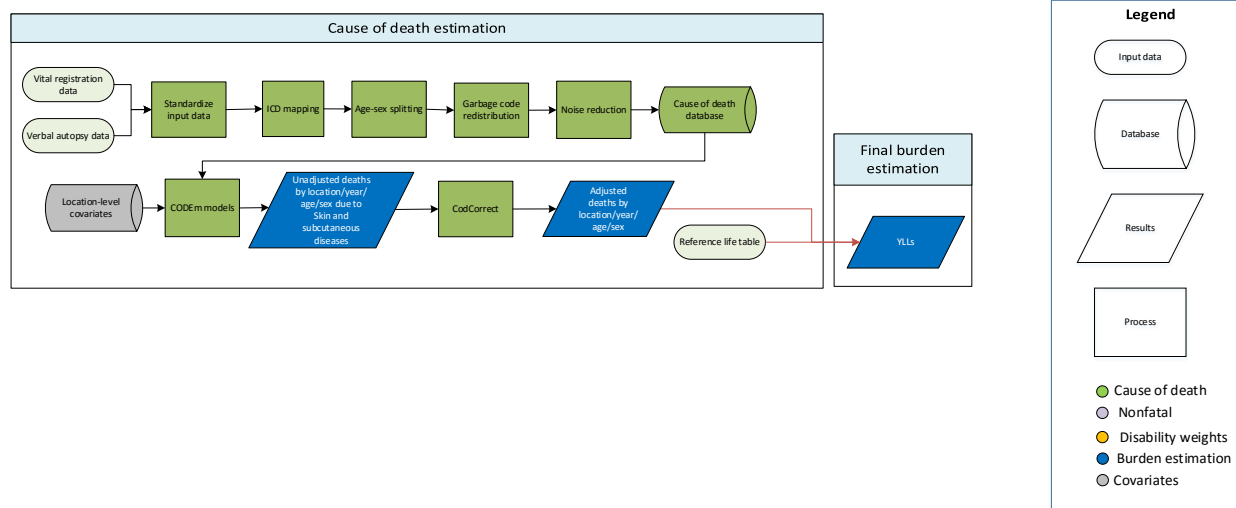 Cause of death estimation
Vital registration
data
Verbal autopsy data
Standardize
input data
ICD mapping
Age-sex splitting
Garbage code
redistribution
Noise reduction
Cause of death
database
Location-level
covariates
CODEm models
Unadjusted deaths
by location/year/
age/sex due to
Skin and
subcutaneous
diseases
CodCorrect
Adjusted
deaths by
location/year/
age/sex
Reference life table
Final burden
estimation
YLLs
Legend
Input data
Database
Results
Process
Cause of death
Nonfatal
Disability weights
Burden estimation
Covariates